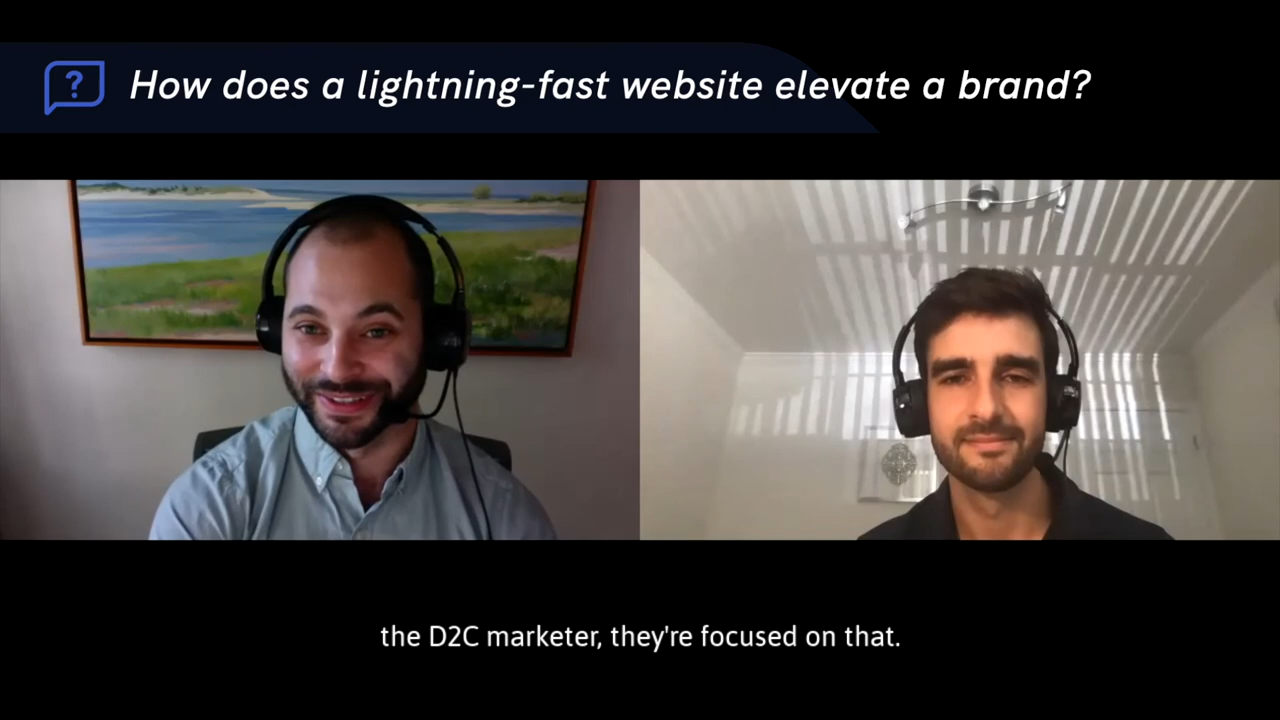 How does a lightning-fast website elevate a brand?
the D2C marketer, they're focused on that.